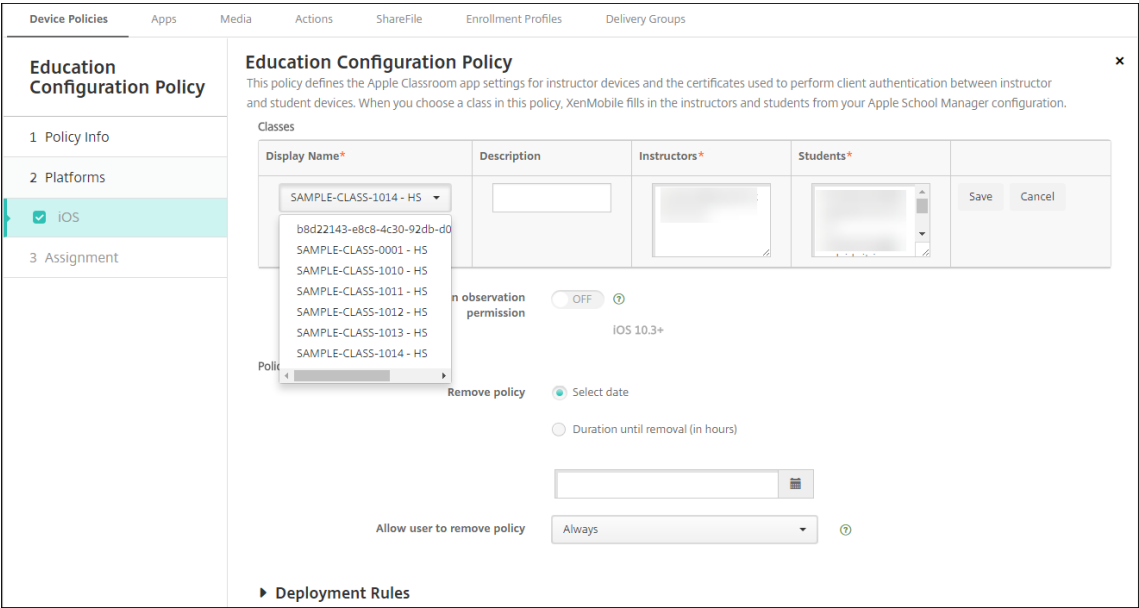 Device Policies Apps Media Actions ShareFile Enrollment Profiles Delivery Groups
Education
Configuration Policy
1 Policy Info
2 Platforms
iOS
3 Assignment
Education Configuration Policy
This policy defines the Apple Classroom app settings for instructor devices and the certificates used to perform client authentication between instructor
and student devices. When you choose a class in this policy, XenMobile fills in the instructors and students from your Apple School Manager configuration.
Classes
Display Name* Description Instructors* Students*
SAMPLE-CLASS-1014 - HS Save Cancel
b8d22143-e8c8-4c30-92db-d0
SAMPLE-CLASS-0001 - HS
SAMPLE-CLASS-1010 - HS
SAMPLE-CLASS-1011 - HS
SAMPLE-CLASS-1012 - HS
SAMPLE-CLASS-1013 - HS
SAMPLE-CLASS-1014 - HS
n observation
permission
OFF
iOS 10.3+
Polic
Remove policy Select date
Duration until removal (in hours)
Allow user to remove policy Always
Deployment Rules